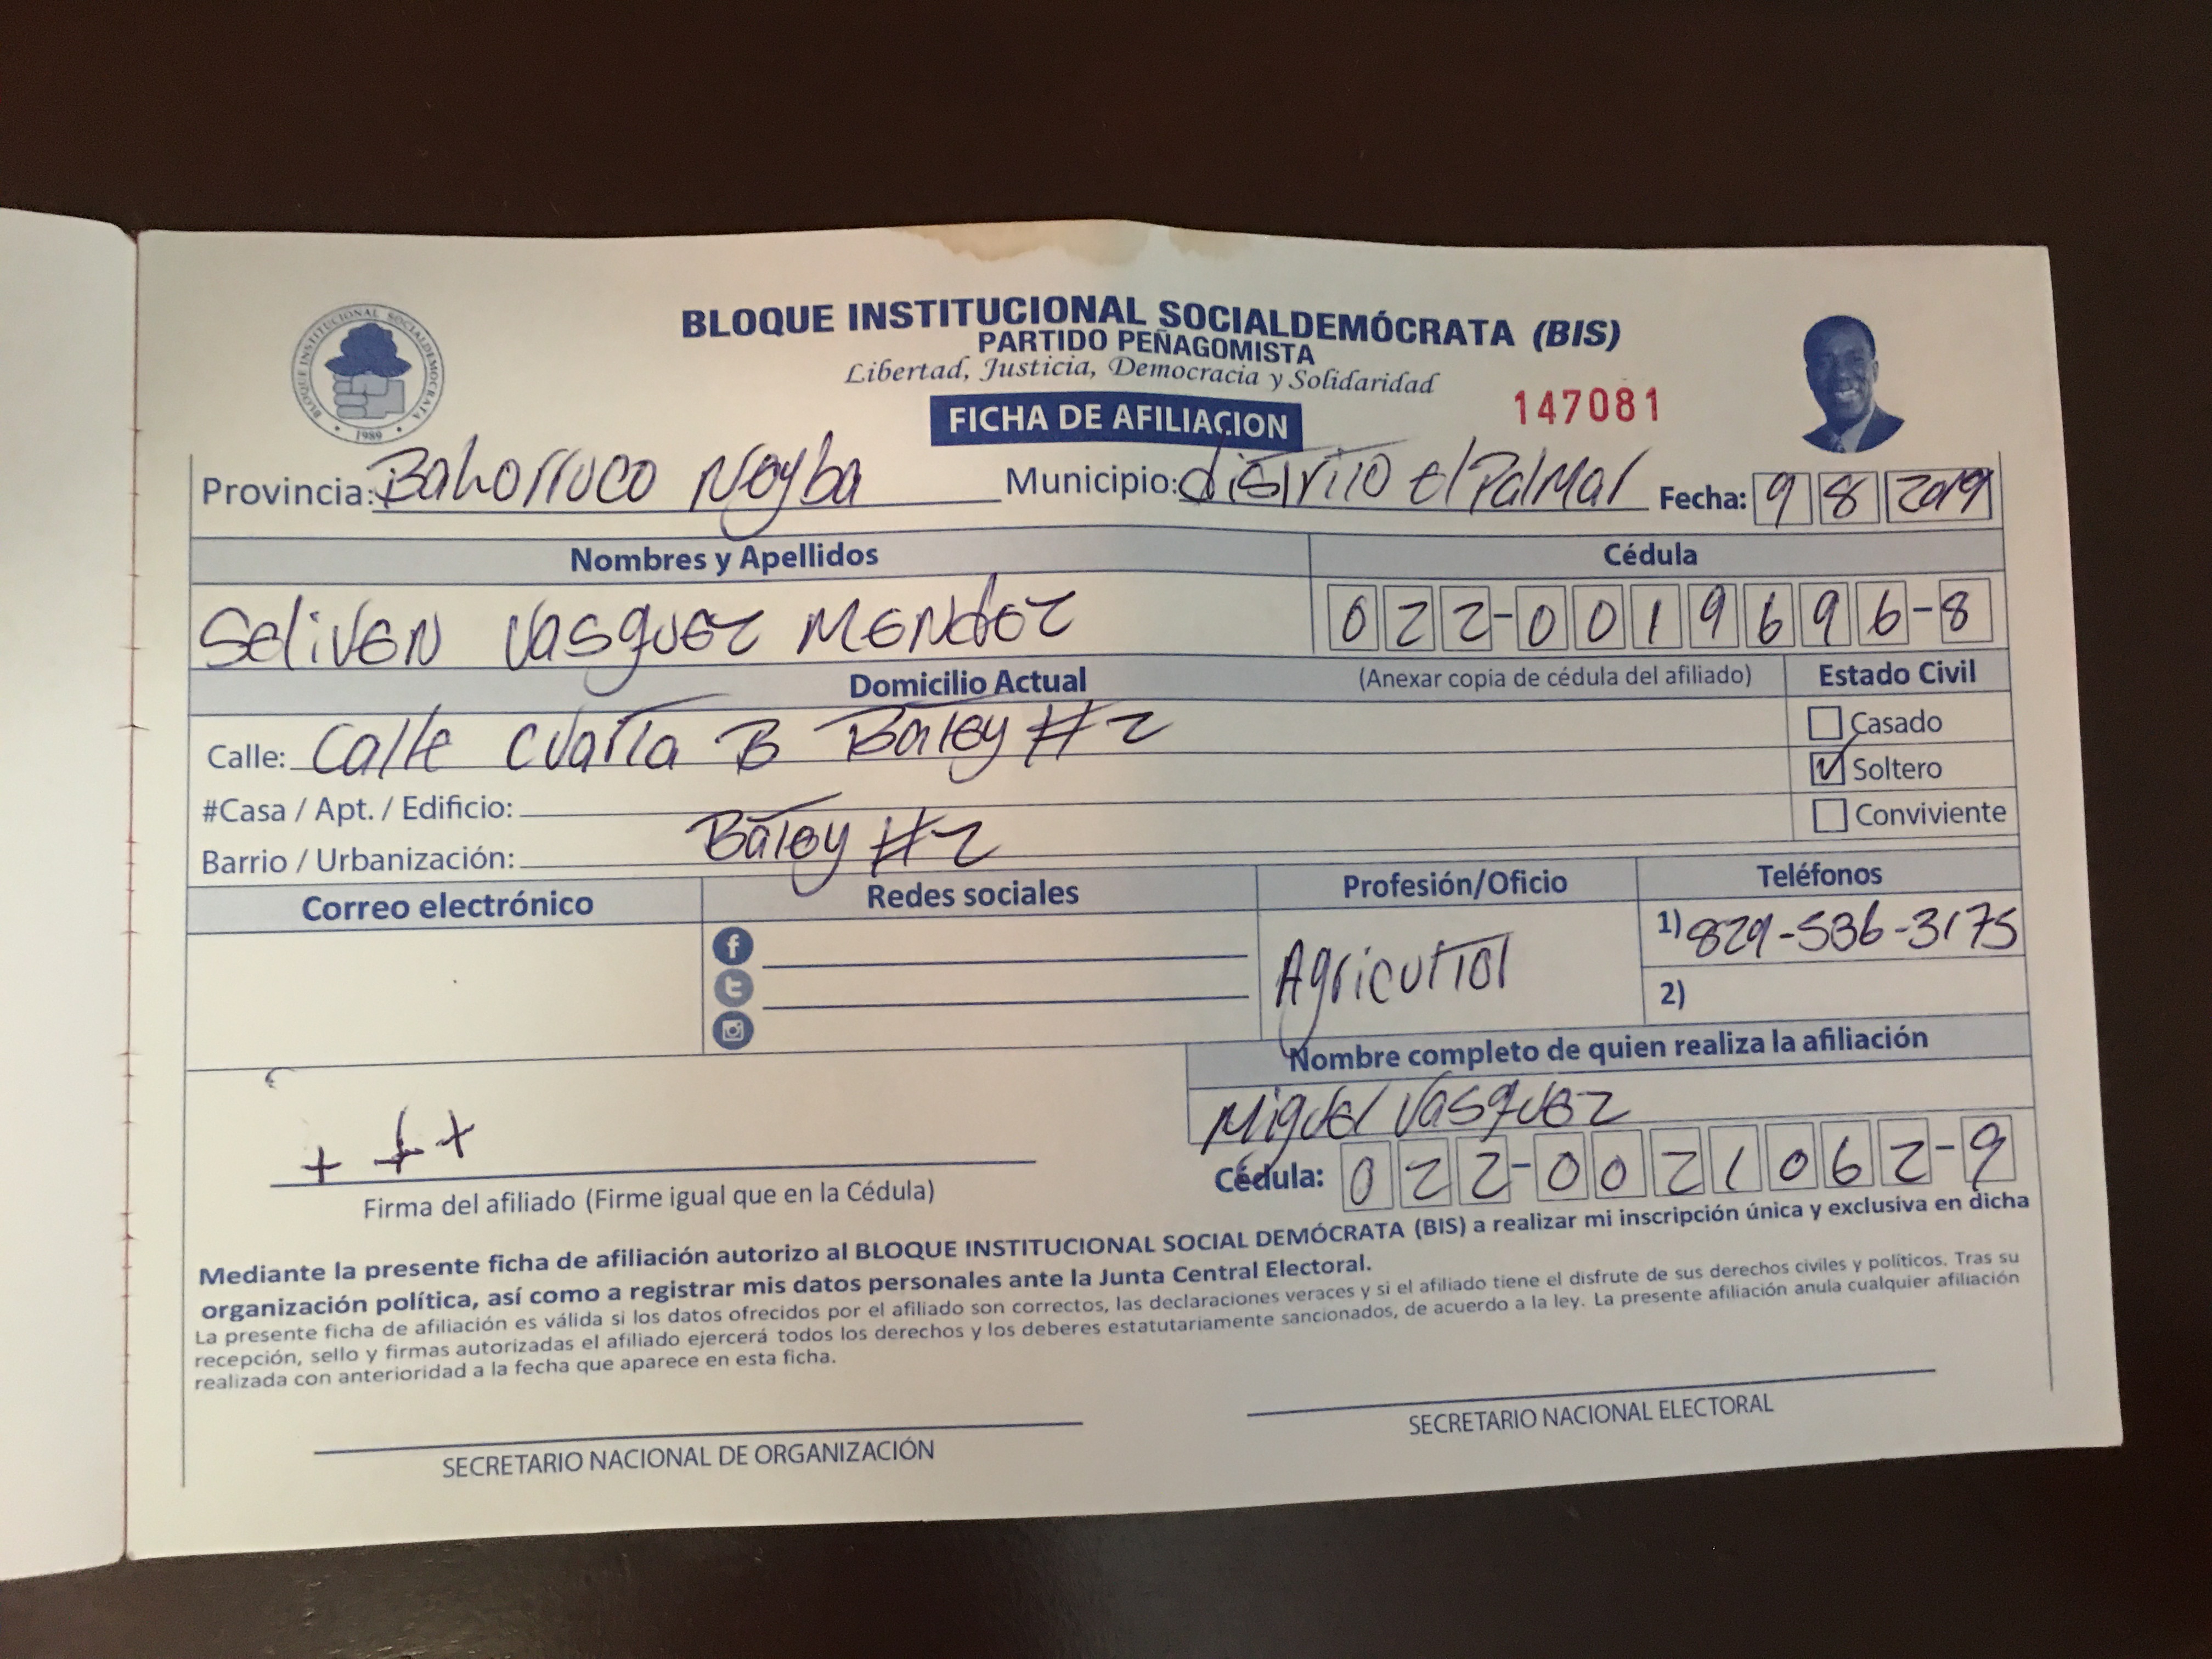 BLOQUE INSTITUCIONAL SOCIALDEMOCRATA
1989
BLOQUE INSTITUCIONAL SOCIALDEMÓCRATA (BIS)
PARTIDO PEÑAGOMISTA
Libertad, Justicia, Democracia y Solidaridad
FICHA DE AFILIACION
147081
Provincia: Bahorruco Neyba Municipio: distrito el Palmar Fecha: 9 8 2019
Nombres y Apellidos Cédula
Seliven Vasquez Mendez 022-0019696-8
Domicilio Actual (Anexar copia de cédula del afiliado) Estado Civil
Calle: Calle cuarta B Batey #2
Casado
✓ Soltero
#Casa / Apt. / Edificio:
Conviviente
Barrio / Urbanización: Batey #2
Correo electrónico Redes sociales Profesión/Oficio Teléfonos
1) 829-536-3175
Agricuttor
2)
Nombre completo de quien realiza la afiliación
Miguel Vasquez
+ + +
Cédula: 022-0021062-9
Firma del afiliado (Firme igual que en la Cédula)
Mediante la presente ficha de afiliación autorizo al BLOQUE INSTITUCIONAL SOCIAL DEMÓCRATA (BIS) a realizar mi inscripción única y exclusiva en dicha
organización política, así como a registrar mis datos personales ante la Junta Central Electoral.
La presente ficha de afiliación es válida si los datos ofrecidos por el afiliado son correctos, las declaraciones veraces y si el afiliado tiene el disfrute de sus derechos civiles y políticos. Tras su
recepción, sello y firmas autorizadas el afiliado ejercerá todos los derechos y los deberes estatutariamente sancionados, de acuerdo a la ley. La presente afiliación anula cualquier afiliación
realizada con anterioridad a la fecha que aparece en esta ficha.
SECRETARIO NACIONAL DE ORGANIZACIÓN
SECRETARIO NACIONAL ELECTORAL